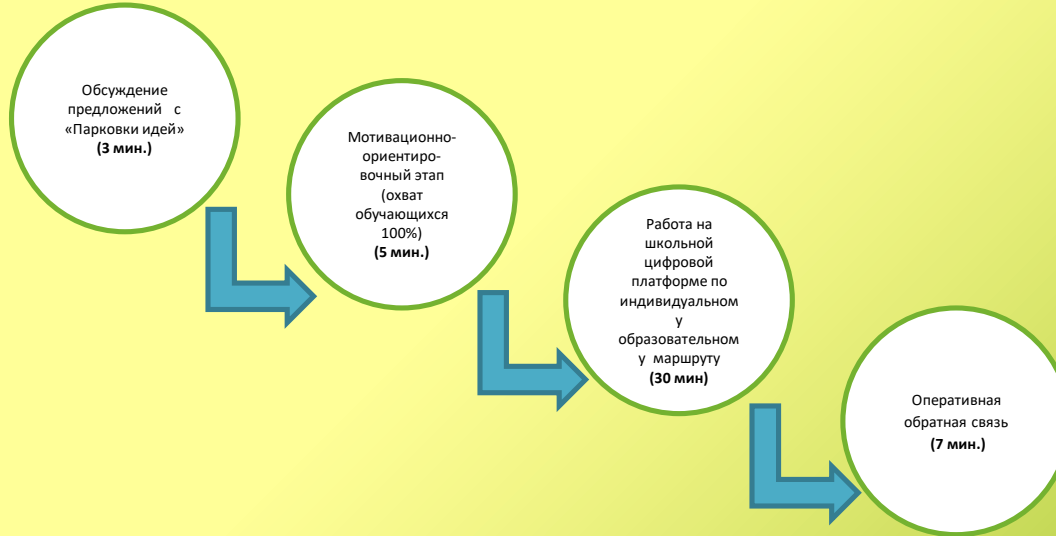 Обсуждение
предложений с
«Парковки идей»
(3 мин.)
Мотивационно-
ориентиро-
вочный этап
(охват
обучающихся
100%)
(5 мин.)
Работа на
школьной
цифровой
платформе по
индивидуальном
у
образовательном
у маршруту
(30 мин)
Оперативная
обратная связь
(7 мин.)